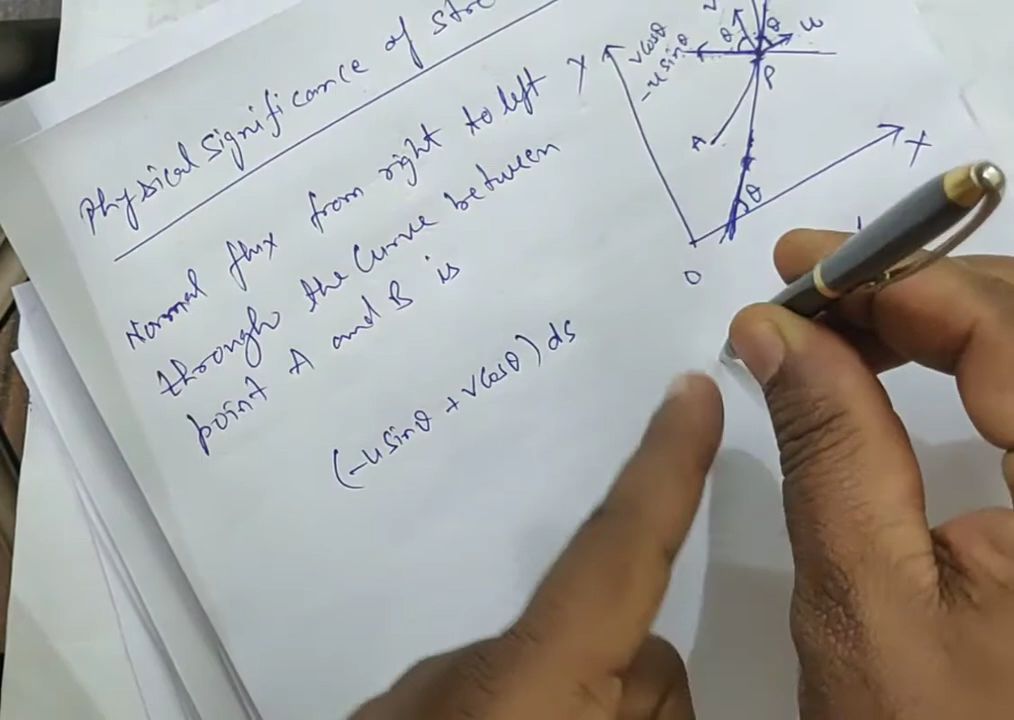 Physical Significance of Stre
Normal flux from right to left
through the Curve between
point A and B is
(-u sinθ + v cosθ) ds
Y
v cosθ
-u sinθ
θ
θ
u
P
A
θ
X
O